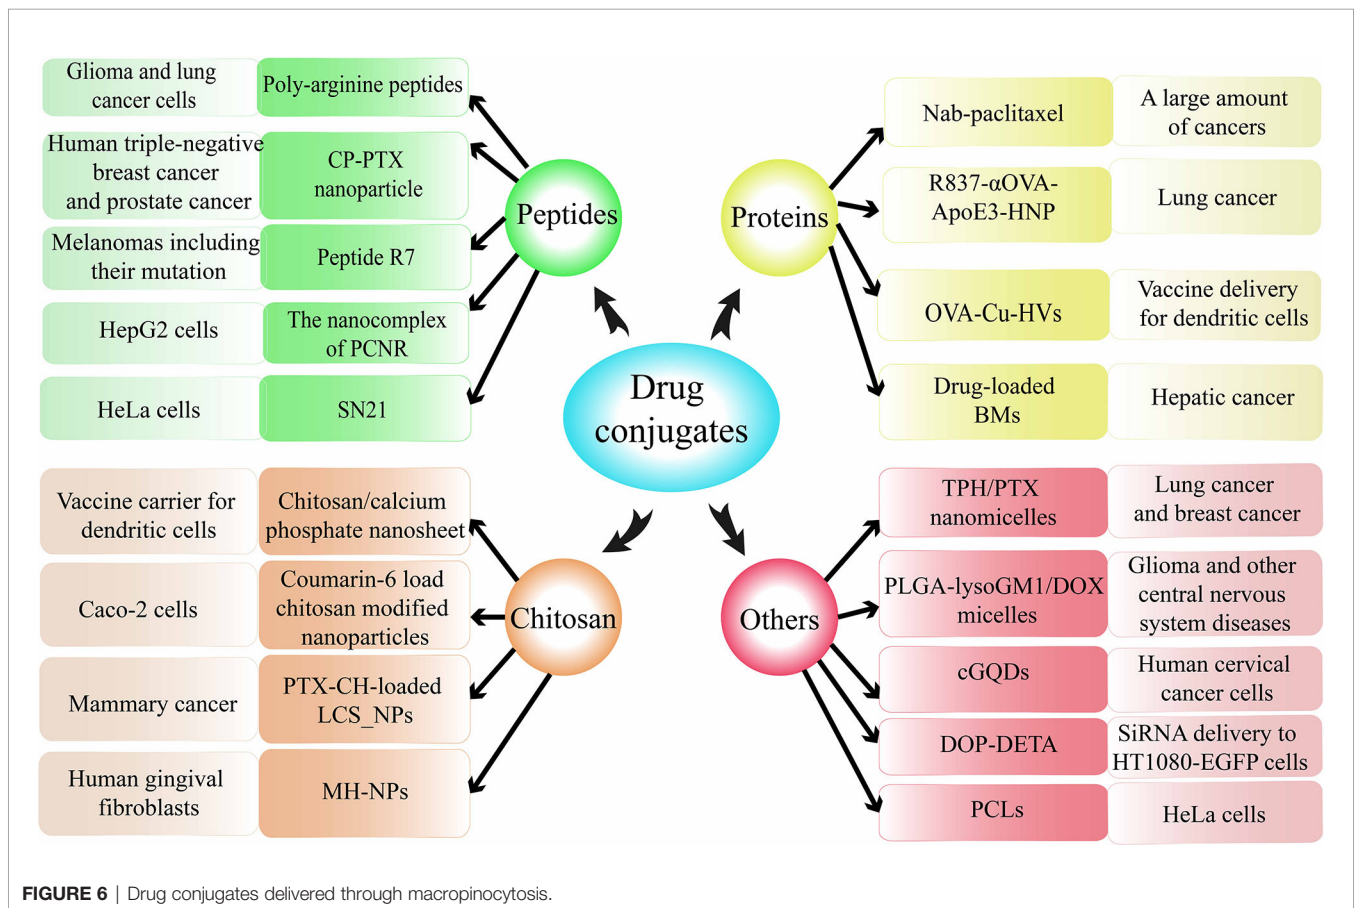 Glioma and lung
cancer cells
Poly-arginine peptides
Human triple-negative
breast cancer
and prostate cancer
CP-PTX
nanoparticle
Melanomas including
their mutation
Peptide R7
HepG2 cells
The nanocomplex
of PCNR
HeLa cells
SN21
Peptides
Proteins
Nab-paclitaxel
A large amount
of cancers
R837-αOVA-
ApoE3-HNP
Lung cancer
OVA-Cu-HVs
Vaccine delivery
for dendritic cells
Drug-loaded
BMs
Hepatic cancer
Drug
conjugates
Vaccine carrier for
dendritic cells
Chitosan/calcium
phosphate nanosheet
Caco-2 cells
Coumarin-6 load
chitosan modified
nanoparticles
Mammary cancer
PTX-CH-loaded
LCS_NPs
Human gingival
fibroblasts
MH-NPs
Chitosan
Others
TPH/PTX
nanomicelles
Lung cancer
and breast cancer
PLGA-lysoGM1/DOX
micelles
Glioma and other
central nervous
system diseases
cGQDs
Human cervical
cancer cells
DOP-DETA
SiRNA delivery to
HT1080-EGFP cells
PCLs
HeLa cells
FIGURE 6 | Drug conjugates delivered through macropinocytosis.